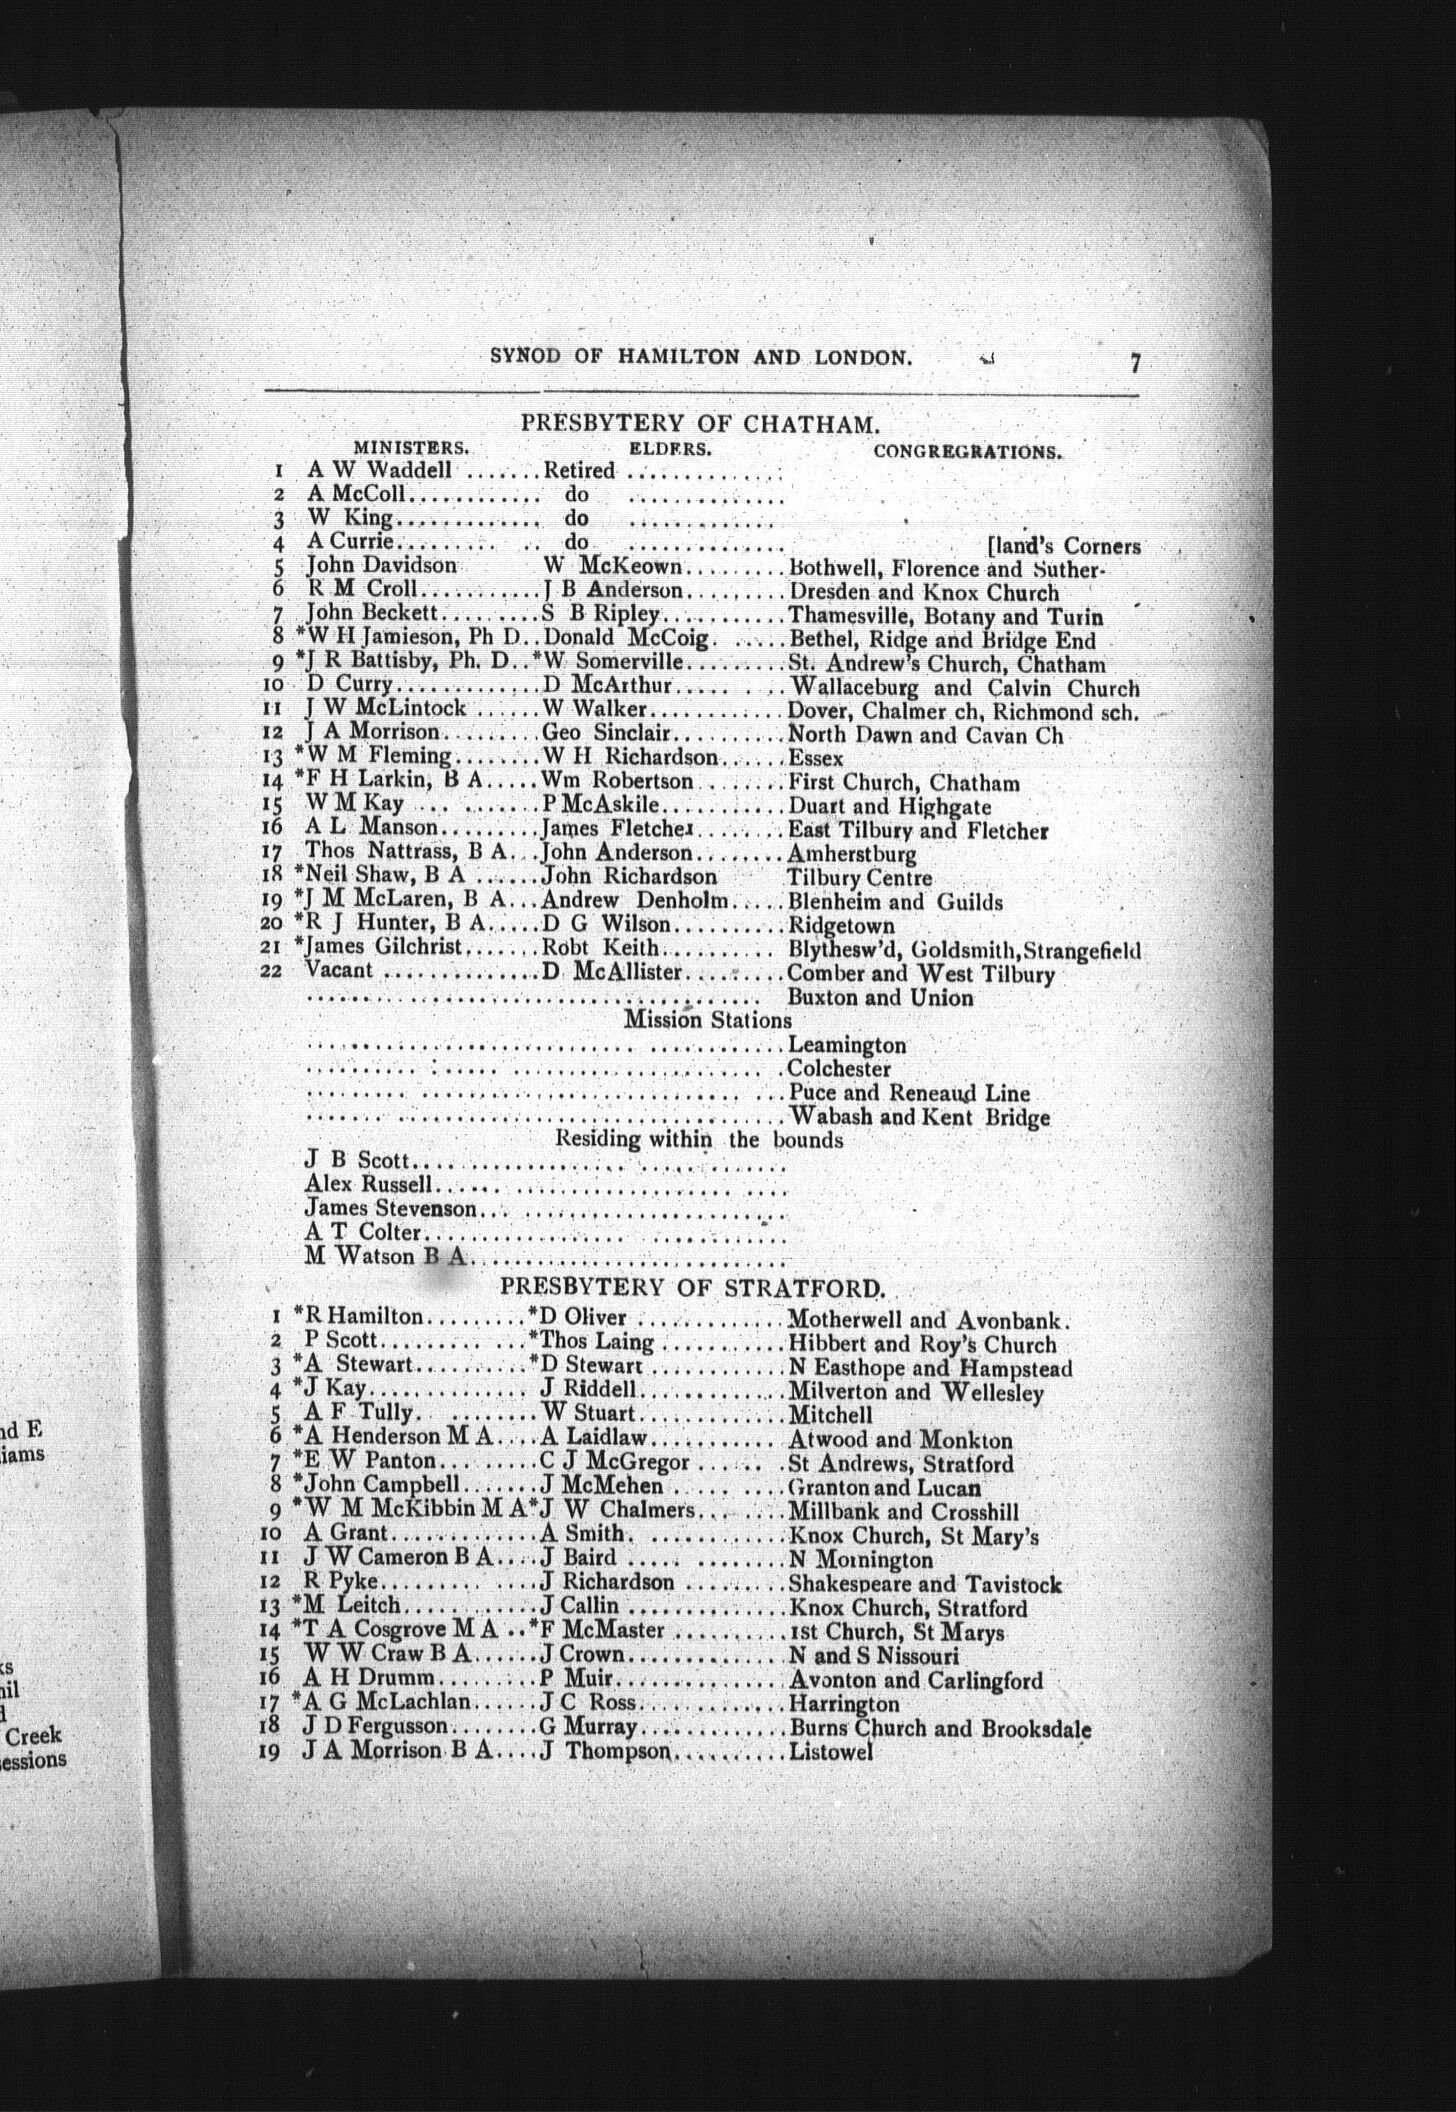 SYNOD OF HAMILTON AND LONDON. 7
PRESBYTERY OF CHATHAM.
MINISTERS. ELDERS. CONGREGRATIONS.
1 A W Waddell .......Retired ..............
2 A McColl............ do ..............
3 W King............. do .............
4 A Currie......... .. do .............. [land's Corners
5 John Davidson W McKeown.........Bothwell, Florence and Suther-
6 R M Croll...........J B Anderson.........Dresden and Knox Church
7 John Beckett.........S B Ripley...........Thamesville, Botany and Turin
8 *W H Jamieson, Ph D..Donald McCoig. .....Bethel, Ridge and Bridge End
9 *J R Battisby, Ph. D..*W Somerville.........St. Andrew's Church, Chatham
10 D Curry.............D McArthur..... . ..Wallaceburg and Calvin Church
11 J W McLintock ......W Walker............Dover, Chalmer ch, Richmond sch.
12 J A Morrison.........Geo Sinclair..........North Dawn and Cavan Ch
13 *W M Fleming........W H Richardson......Essex
14 *F H Larkin, B A.....Wm Robertson .......First Church, Chatham
15 W M Kay ... .......P McAskile...........Duart and Highgate
16 A L Manson.........James Fletcher........East Tilbury and Fletcher
17 Thos Nattrass, B A...John Anderson........Amherstburg
18 *Neil Shaw, B A ......John Richardson Tilbury Centre
19 *J M McLaren, B A...Andrew Denholm.....Blenheim and Guilds
20 *R J Hunter, B A.....D G Wilson..........Ridgetown
21 *James Gilchrist.......Robt Keith.......... Blythesw'd, Goldsmith,Strangefield
22 Vacant ..............D McAllister.........Comber and West Tilbury
......................................... Buxton and Union
Mission Stations
............................. ............Leamington
.......... : ..... ......................... .Colchester
......... ............................. ...Puce and Reneaud Line
....... ..................................Wabash and Kent Bridge
Residing within the bounds
J B Scott.... .............. ..... .......
Alex Russell...... ................... ....
James Stevenson... .......................
A T Colter.................. ............
M Watson B A............................
PRESBYTERY OF STRATFORD.
1 *R Hamilton.........*D Oliver .............Motherwell and Avonbank.
2 P Scott......... ...*Thos Laing ...........Hibbert and Roy's Church
3 *A Stewart..........*D Stewart ............N Easthope and Hampstead
4 *J Kay.............. J Riddell.............Milverton and Wellesley
5 A F Tully. ........W Stuart.............Mitchell
6 *A Henderson M A....A Laidlaw........... Atwood and Monkton
7 *E W Panton.........C J McGregor ...... .St Andrews, Stratford
8 *John Campbell.......J McMehen ..... ....Granton and Lucan
9 *W M McKibbin M A*J W Chalmers... ....Millbank and Crosshill
10 A Grant.............A Smith. ............Knox Church, St Mary's
11 J W Cameron B A....J Baird ..... ........N Mornington
12 R Pyke......... ....J Richardson .........Shakespeare and Tavistock
13 *M Leitch............J Callin ..............Knox Church, Stratford
14 *T A Cosgrove M A ..*F McMaster ..........1st Church, St Marys
15 W W Craw B A......J Crown..............N and S Nissouri
16 A H Drumm.........P Muir...............Avonton and Carlingford
17 *A G McLachlan......J C Ross.............Harrington
18 J D Fergusson........G Murray.............Burns Church and Brooksdale
19 J A Morrison B A....J Thompson..........Listowel
nd E
iams
Creek
essions